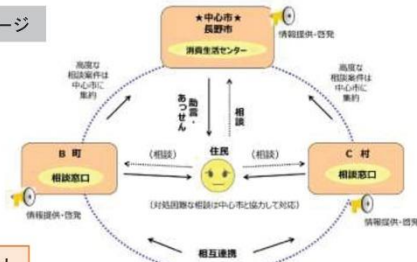 ージ
★中心市★
長野市
消費生活センター
情報提供・啓発
高度な
相談案件は
中心市に
集約
高度な
相談案件は
中心市に
集約
助言・
あっせん
相談
B 町
相談窓口
情報提供・啓発
(相談)
住民
(相談)
C 村
相談窓口
情報提供・啓発
(対処困難な相談は中心市と協力して対応)
相互連携